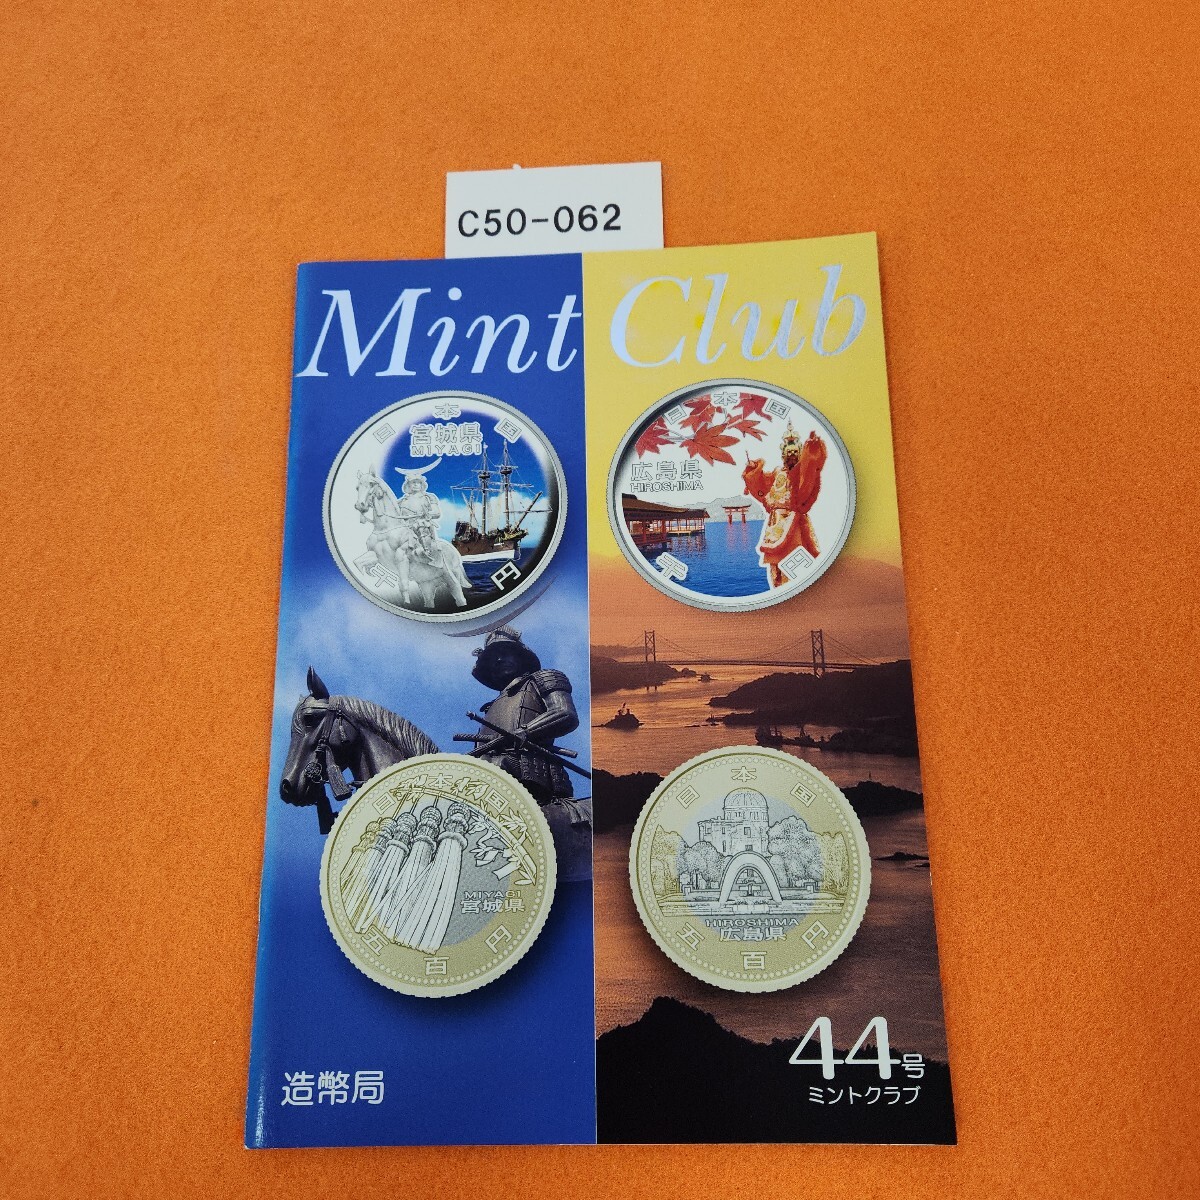 C50-062
Mint Club
日本国
宮城県
MIYAGI
千円
日本国
広島県
HIROSHIMA
千円
日本国
MIYAGI
宮城県
五百円
日本国
HIROSHIMA
広島県
五百円
44号
ミントクラブ
造幣局